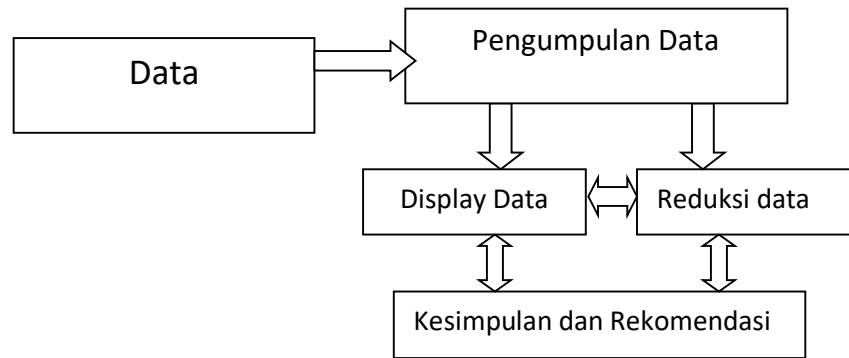 Data
Pengumpulan Data
Display Data
Reduksi data
Kesimpulan dan Rekomendasi